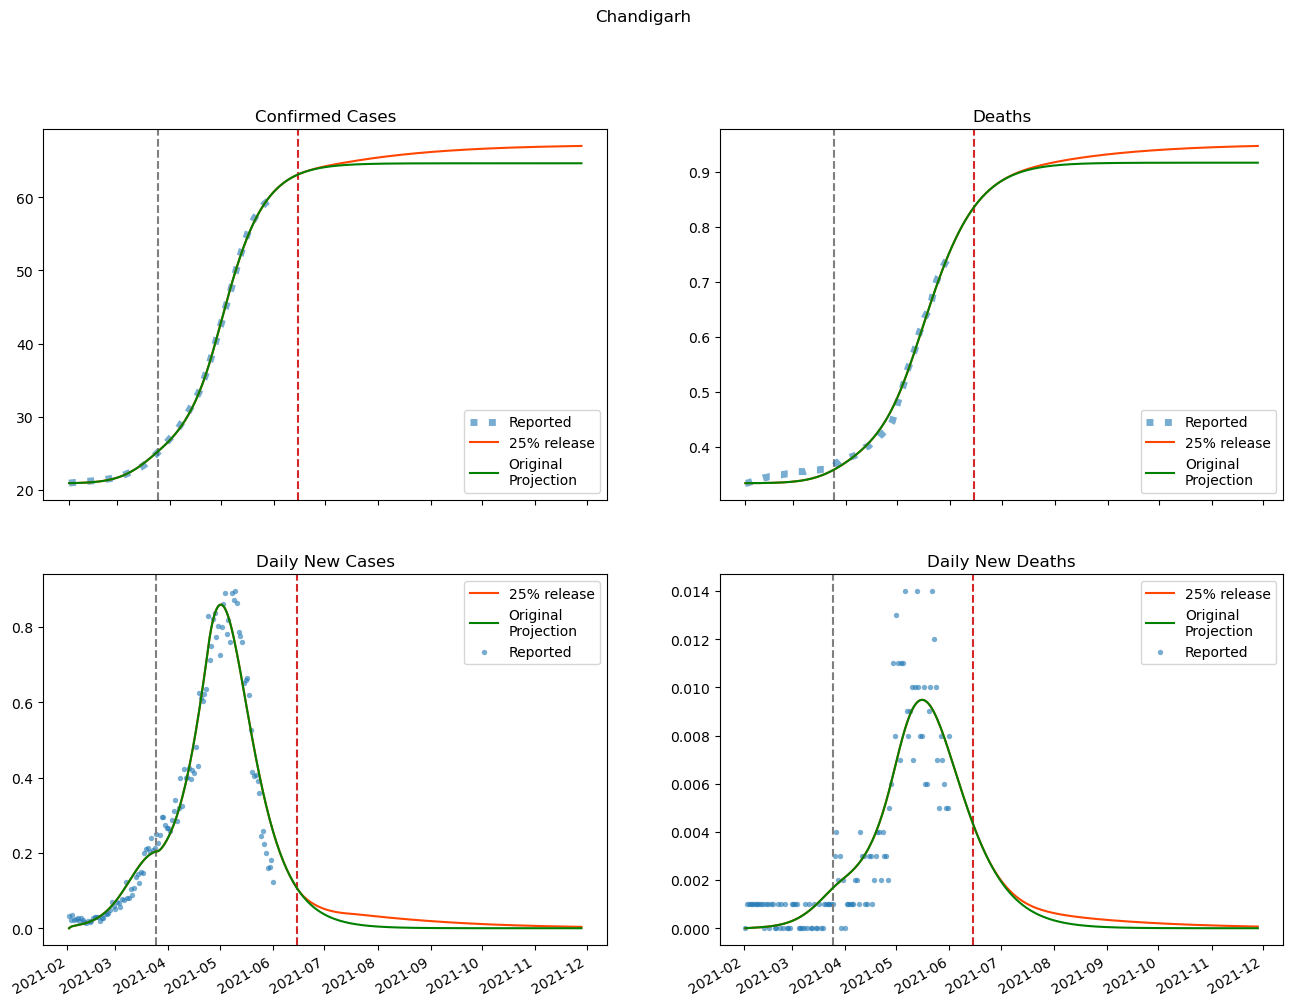 Chandigarh
Confirmed Cases
60
50
40
30
20
Reported
25% release
Original
Projection
Deaths
0.9
0.8
0.7
0.6
0.5
0.4
Reported
25% release
Original
Projection
Daily New Cases
0.8
0.6
0.4
0.2
0.0
25% release
Original
Projection
Reported
2021-02
2021-03
2021-04
2021-05
2021-06
2021-07
2021-08
2021-09
2021-10
2021-11
2021-12
Daily New Deaths
0.014
0.012
0.010
0.008
0.006
0.004
0.002
0.000
25% release
Original
Projection
Reported
2021-02
2021-03
2021-04
2021-05
2021-06
2021-07
2021-08
2021-09
2021-10
2021-11
2021-12